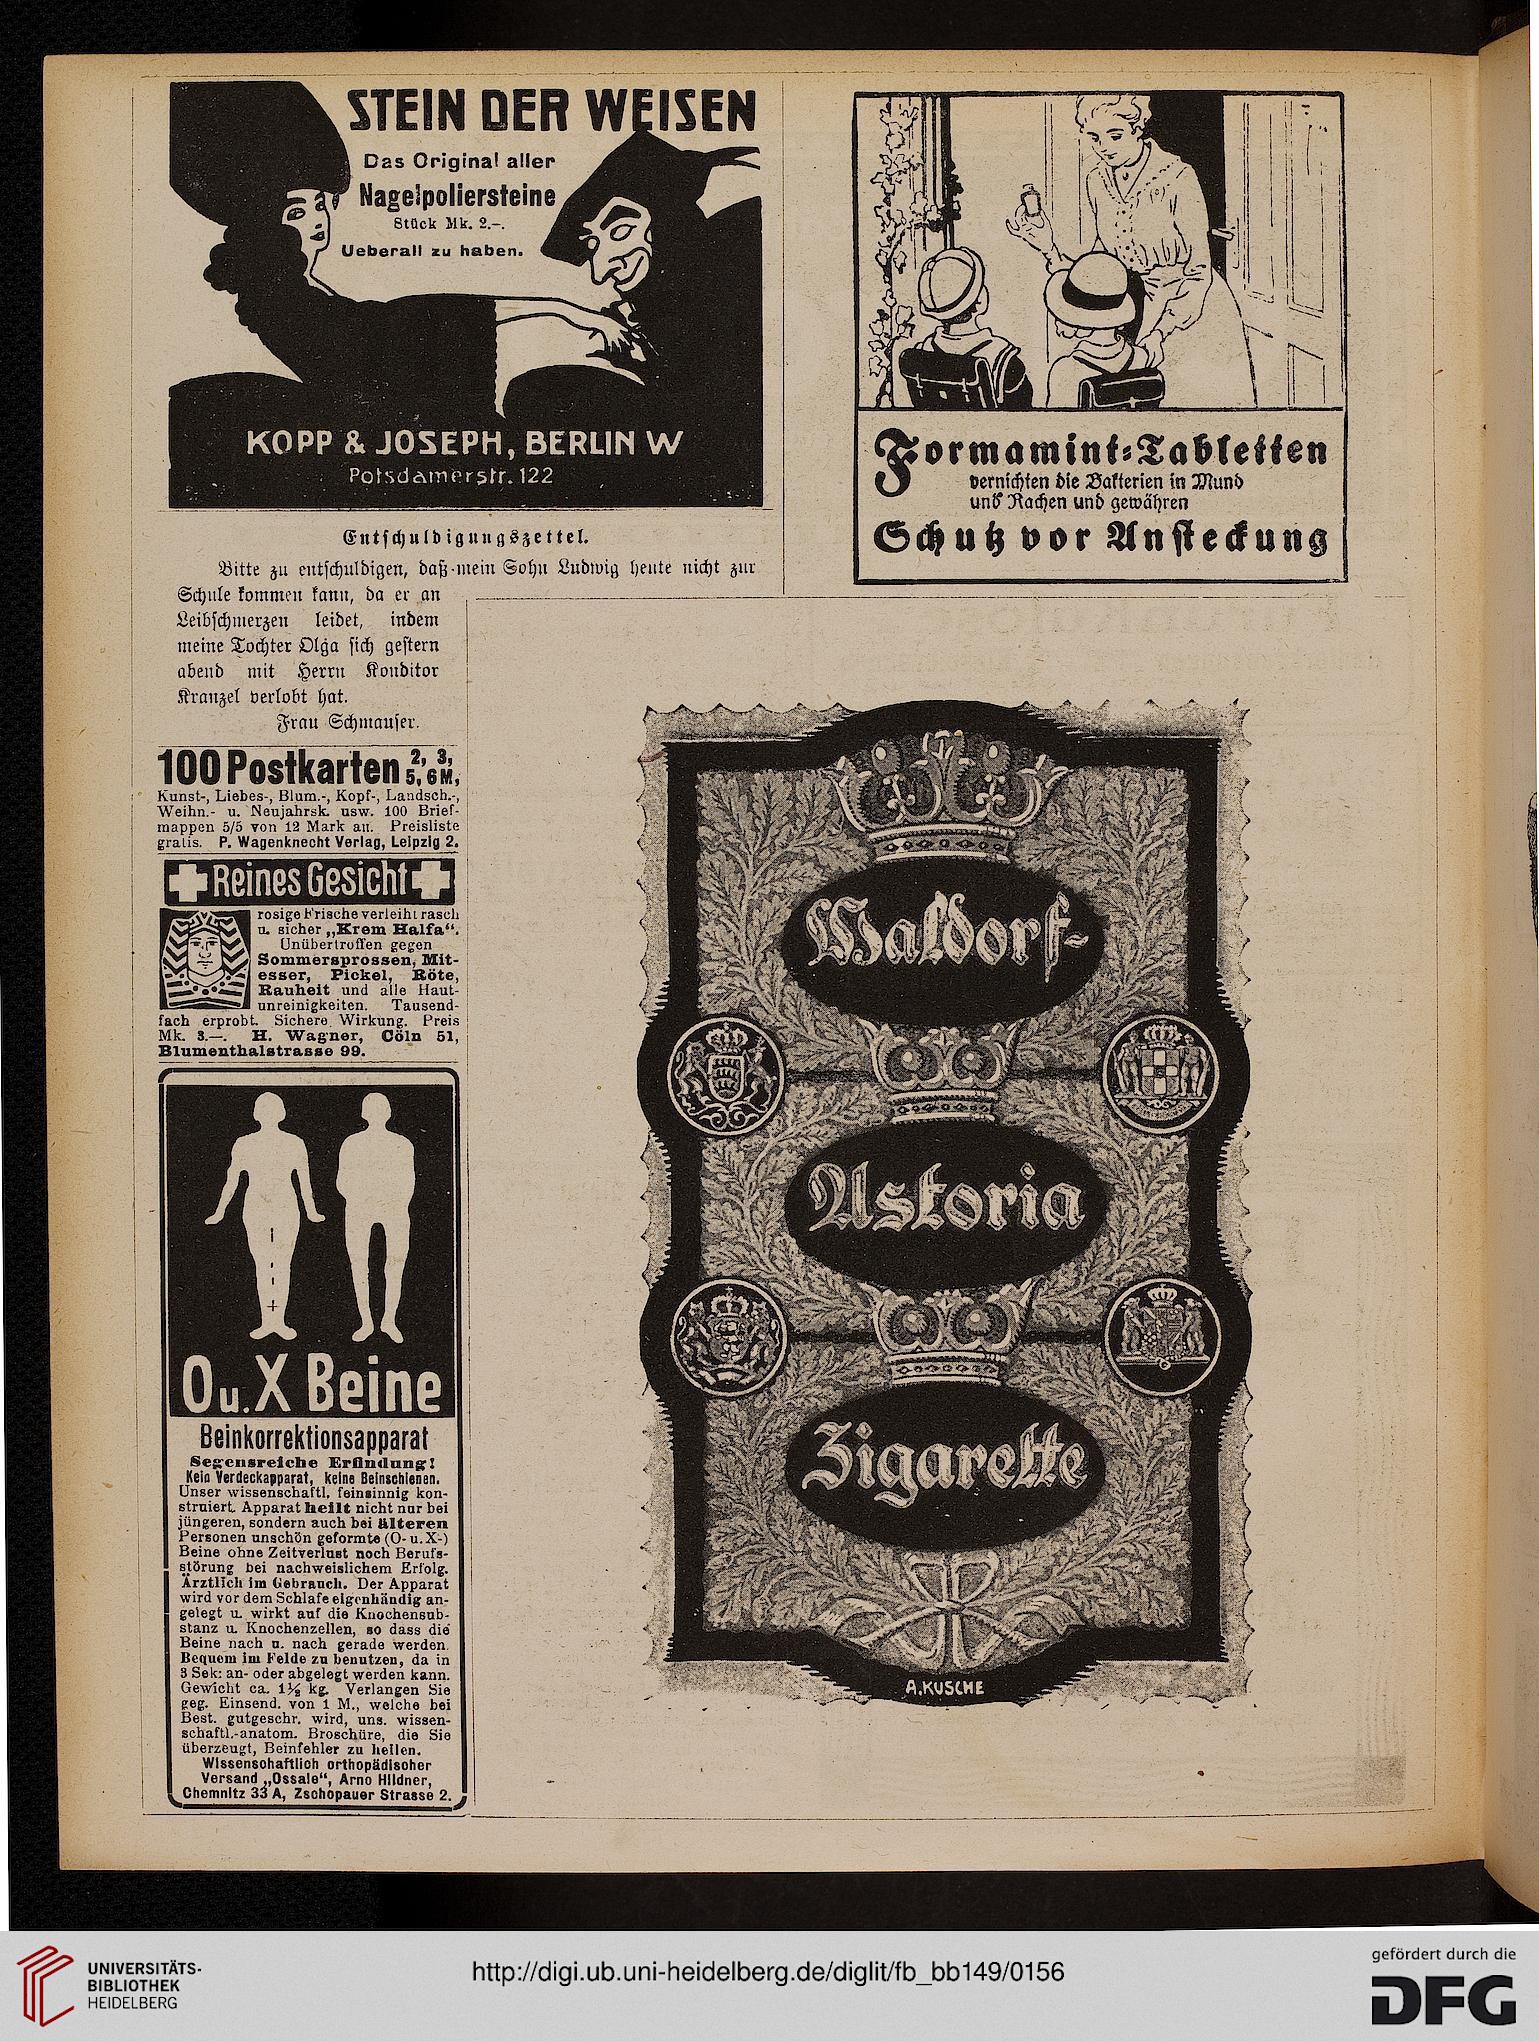 STEIN DER WEISEN
Das Original aller
Nagelpoliersteine
Stück Mk. 2.–.
Ueberall zu haben.
KOPP & JOSEPH, BERLIN W
Potsdamerstr. 122
Formamint-Tabletten
vernichten die Bakterien in Mund
und Rachen und gewähren
Schutz vor Ansteckung
Entschuldigungszettel.
Bitte zu entschuldigen, daß mein Sohn Ludwig heute nicht zur
Schule kommen kann, da er an
Leibschmerzen leidet, indem
meine Tochter Olga sich gestern
abend mit Herrn Konditor
Kranzel verlobt hat.
Frau Schmauser.
100 Postkarten 2, 3,
5, 6 M,
Kunst-, Liebes-, Blum.-, Kopf-, Landsch.-,
Weihn.- u. Neujahrsk. usw. 100 Brief-
mappen 5/5 von 12 Mark an. Preisliste
gratis. P. Wagenknecht Verlag, Leipzig 2.
Reines Gesicht
rosige Frische verleiht rasch
u. sicher „Krem Halfa“.
Unübertroffen gegen
Sommersprossen, Mit-
esser, Pickel, Röte,
Rauheit und alle Haut-
unreinigkeiten. Tausend-
fach erprobt. Sichere Wirkung. Preis
Mk. 3.—. H. Wagner, Cöln 51,
Blumenthalstrasse 99.
O u. X Beine
Beinkorrektionsapparat
Segensreiche Erfindung!
Kein Verdeckapparat, keine Beinschienen.
Unser wissenschaftl. feinsinnig kon-
struiert. Apparat heilt nicht nur bei
jüngeren, sondern auch bei älteren
Personen unschön geformte (O- u. X-)
Beine ohne Zeitverlust noch Berufs-
störung bei nachweislichem Erfolg.
Ärztlich im Gebrauch. Der Apparat
wird vor dem Schlafe eigenhändig an-
gelegt u. wirkt auf die Knochensub-
stanz u. Knochenzellen, so dass die
Beine nach u. nach gerade werden.
Bequem im Felde zu benutzen, da in
3 Sek: an- oder abgelegt werden kann.
Gewicht ca. 1½ kg. Verlangen Sie
geg. Einsend. von 1 M., welche bei
Best. gutgeschr. wird, uns. wissen-
schaftl.-anatom. Broschüre, die Sie
überzeugt, Beinfehler zu heilen.
Wissenschaftlich orthopädischer
Versand „Ossale“, Arno Hildner,
Chemnitz 33 A, Zschopauer Strasse 2.
Waldorf-
Astoria
Zigarette
A. KUSCHE
UNIVERSITÄTS-
BIBLIOTHEK
HEIDELBERG
http://digi.ub.uni-heidelberg.de/diglit/fb_bb149/0156
gefördert durch die
DFG